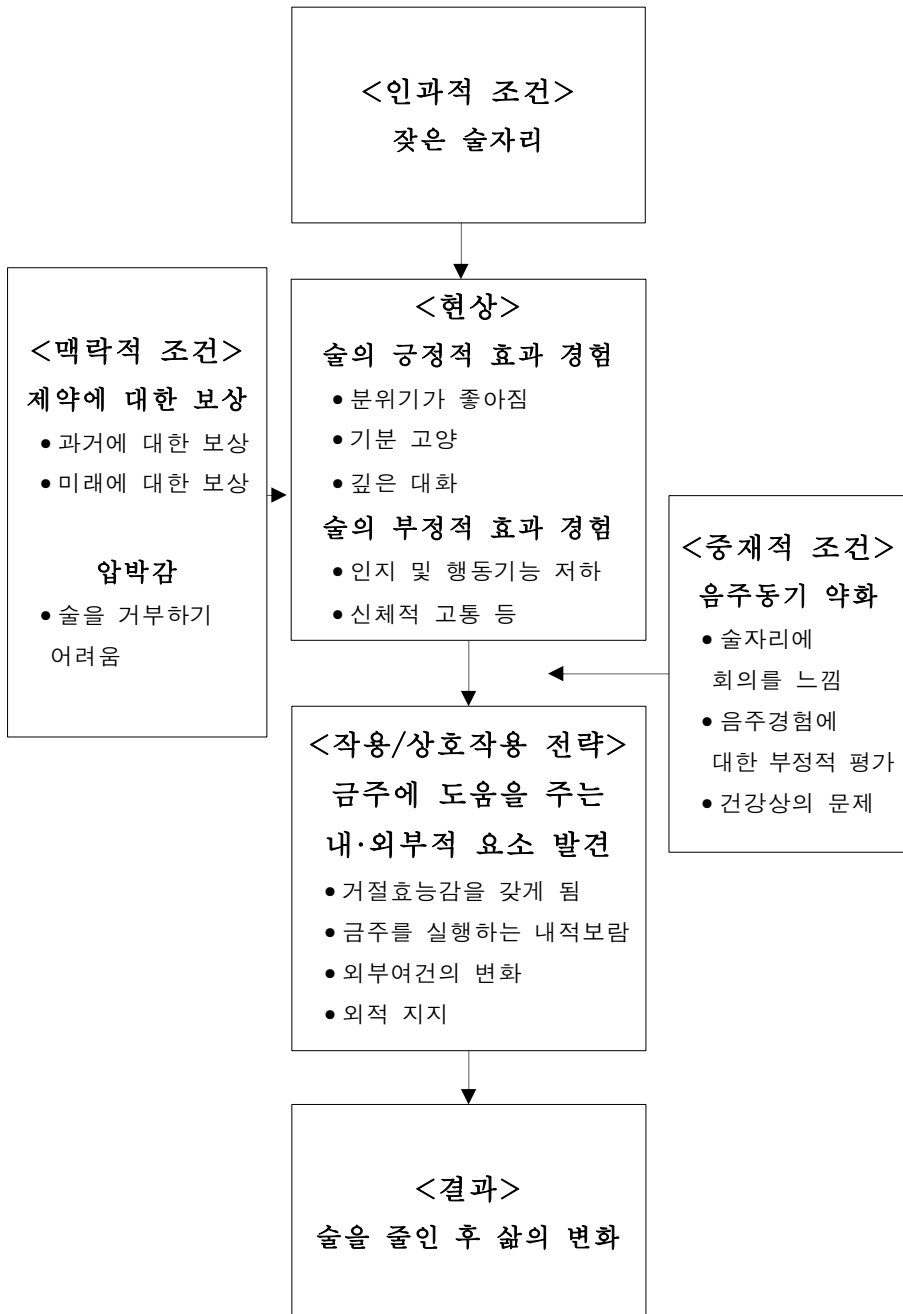 <인과적 조건>
잦은 술자리
<맥락적 조건>
제약에 대한 보상
• 과거에 대한 보상
• 미래에 대한 보상
압박감
• 술을 거부하기
어려움
<현상>
술의 긍정적 효과 경험
• 분위기가 좋아짐
• 기분 고양
• 깊은 대화
술의 부정적 효과 경험
• 인지 및 행동기능 저하
• 신체적 고통 등
<중재적 조건>
음주동기 약화
• 술자리에
회의를 느낌
• 음주경험에
대한 부정적 평가
• 건강상의 문제
<작용/상호작용 전략>
금주에 도움을 주는
내·외부적 요소 발견
• 거절효능감을 갖게 됨
• 금주를 실행하는 내적보람
• 외부여건의 변화
• 외적 지지
<결과>
술을 줄인 후 삶의 변화